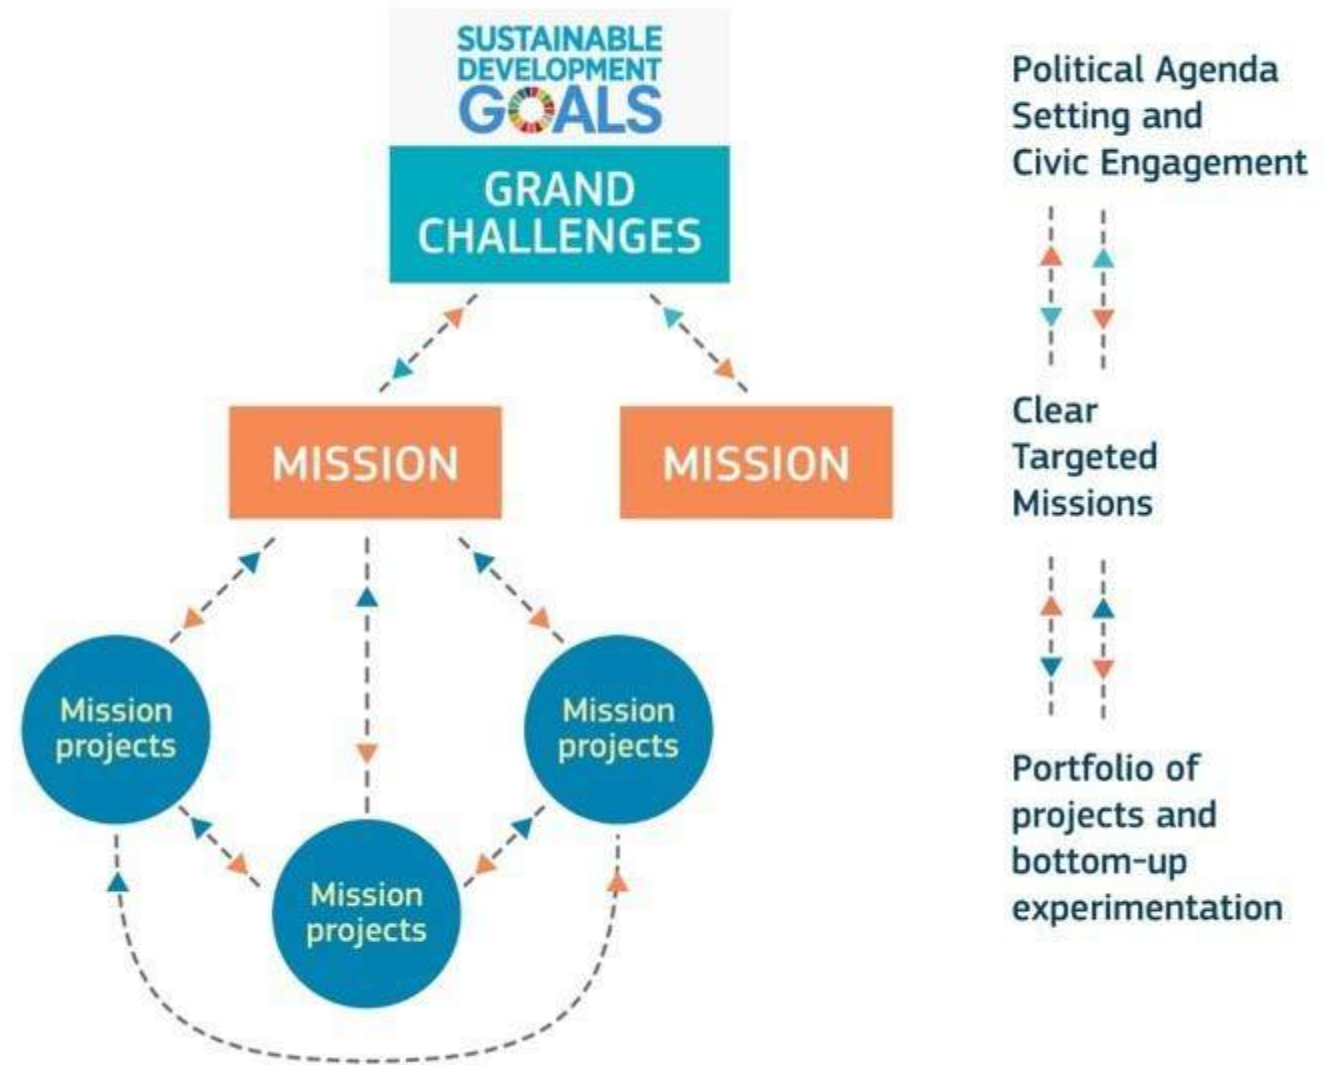 SUSTAINABLE
DEVELOPMENT
GOALS
GRAND
CHALLENGES
MISSION
MISSION
Mission
projects
Mission
projects
Mission
projects
Political Agenda
Setting and
Civic Engagement
Clear
Targeted
Missions
Portfolio of
projects and
bottom-up
experimentation